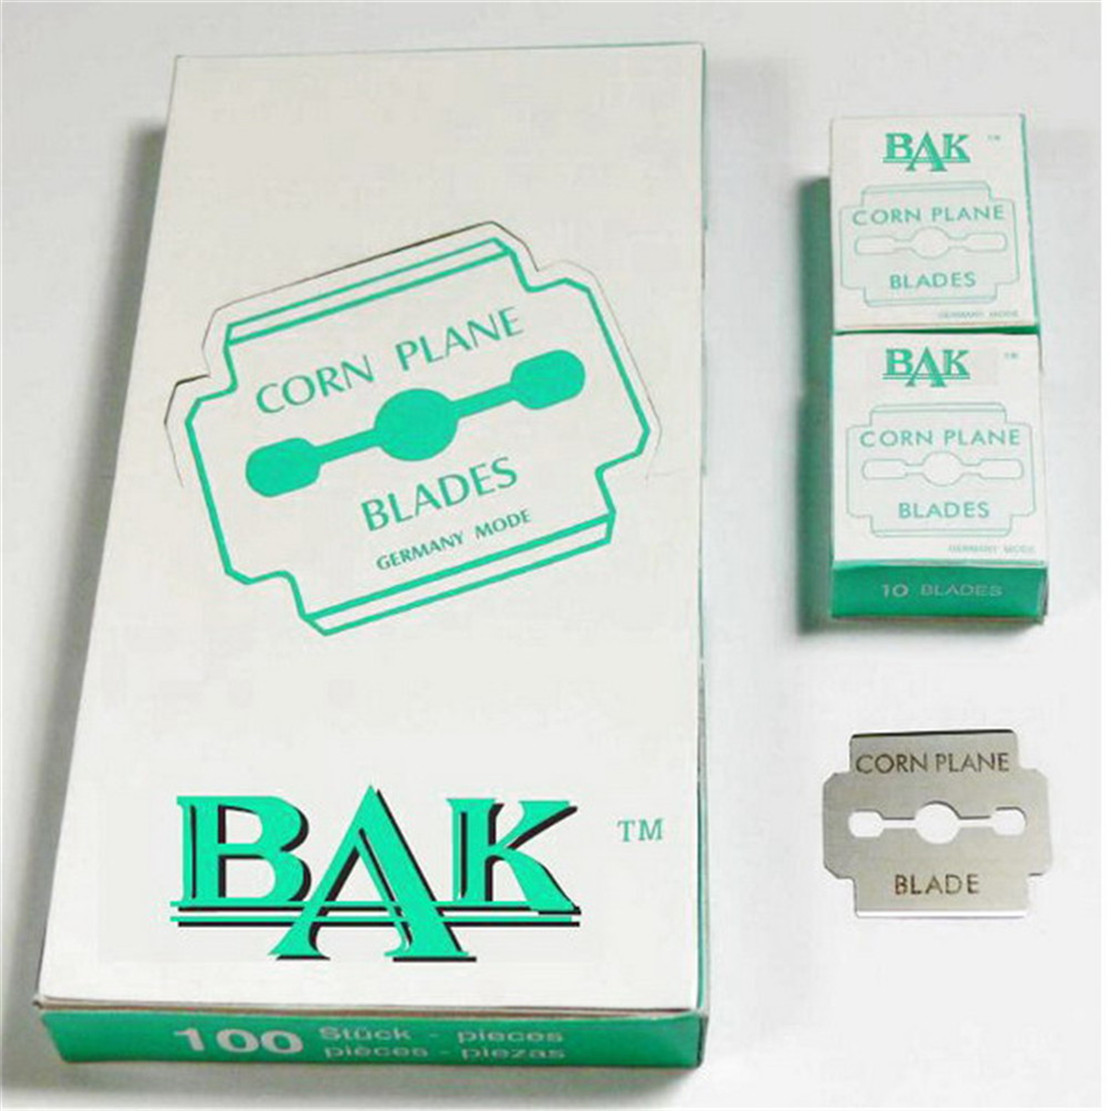 CORN PLANE
BLADES
GERMANY MODE
BAK TM
100 Stück - pieces
pièces - piezas
BAK TM
CORN PLANE
BLADES
GERMANY MODE
BAK TM
CORN PLANE
BLADES
GERMANY MODE
10 BLADES
CORN PLANE
BLADE